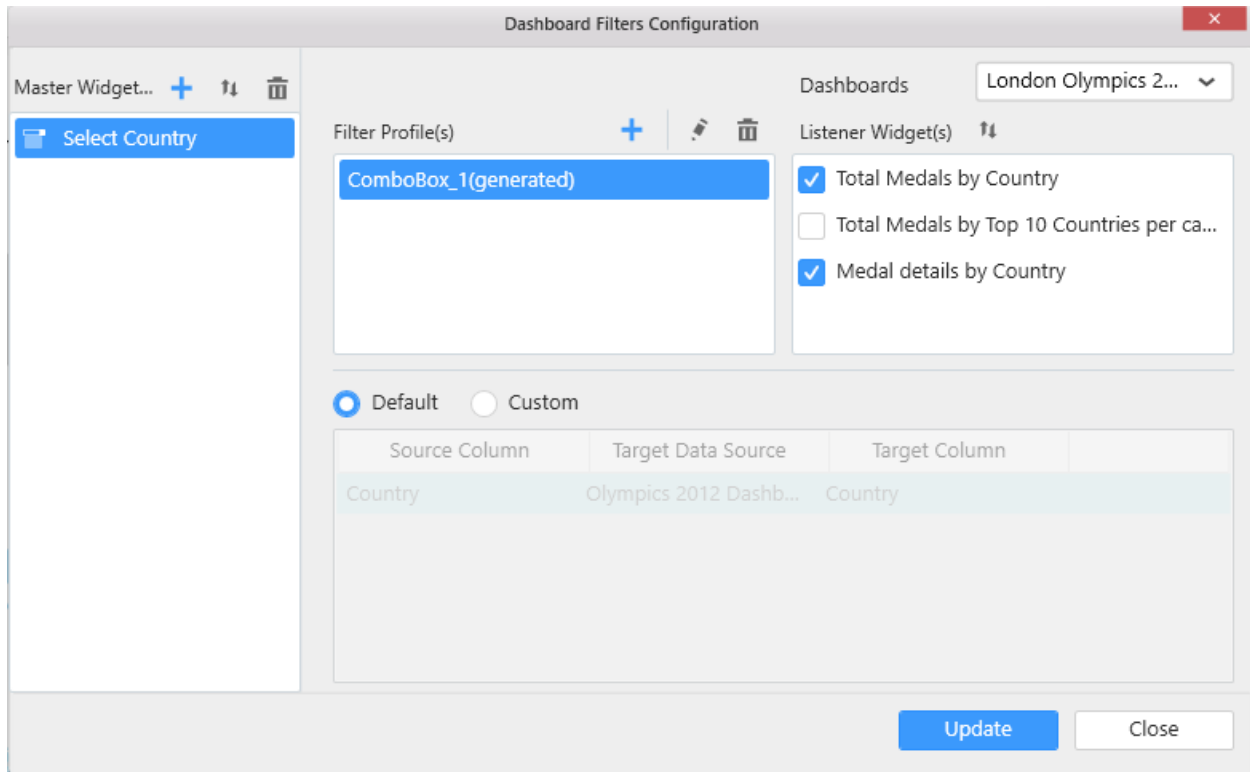 Dashboard Filters Configuration
Master Widget...
Select Country
Dashboards
London Olympics 2...
Filter Profile(s)
ComboBox_1(generated)
Listener Widget(s)
Total Medals by Country
Total Medals by Top 10 Countries per ca...
Medal details by Country
Default Custom
Source Column Target Data Source Target Column
Country Olympics 2012 Dashb... Country
Update Close